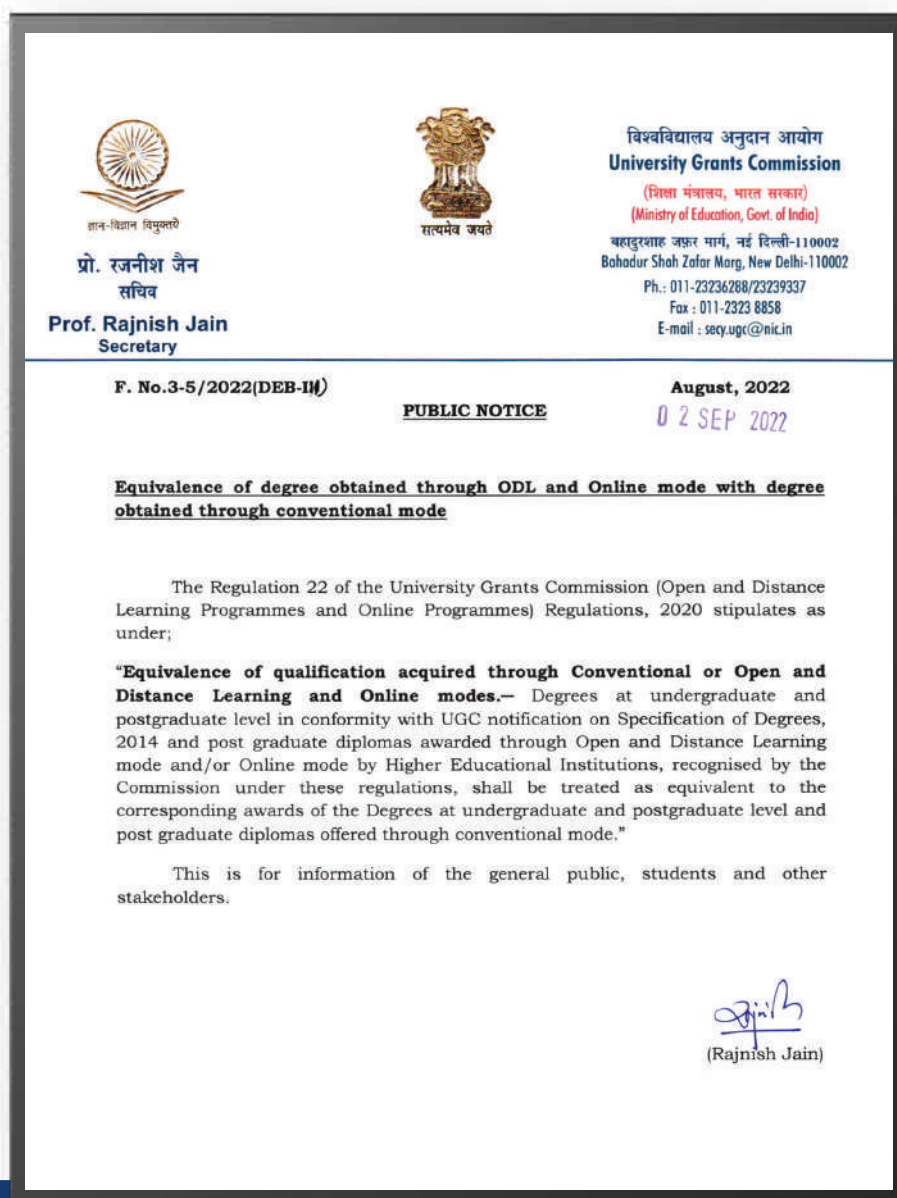 ज्ञान-विज्ञान विमुक्तये
प्रो. रजनीश जैन
सचिव
Prof. Rajnish Jain
Secretary
सत्यमेव जयते
विश्वविद्यालय अनुदान आयोग
University Grants Commission
(शिक्षा मंत्रालय, भारत सरकार)
(Ministry of Education, Govt. of India)
बहादुरशाह ज़फ़र मार्ग, नई दिल्ली-110002
Bahadur Shah Zafar Marg, New Delhi-110002
Ph.: 011-23236288/23239337
Fax : 011-2323 8858
E-mail : secy.ugc@nic.in
F. No.3-5/2022(DEB-III)
August, 2022
02 SEP 2022
PUBLIC NOTICE
Equivalence of degree obtained through ODL and Online mode with degree
obtained through conventional mode
The Regulation 22 of the University Grants Commission (Open and Distance
Learning Programmes and Online Programmes) Regulations, 2020 stipulates as
under;
“Equivalence of qualification acquired through Conventional or Open and
Distance Learning and Online modes.— Degrees at undergraduate and
postgraduate level in conformity with UGC notification on Specification of Degrees,
2014 and post graduate diplomas awarded through Open and Distance Learning
mode and/or Online mode by Higher Educational Institutions, recognised by the
Commission under these regulations, shall be treated as equivalent to the
corresponding awards of the Degrees at undergraduate and postgraduate level and
post graduate diplomas offered through conventional mode.”
This is for information of the general public, students and other
stakeholders.
(Rajnish Jain)